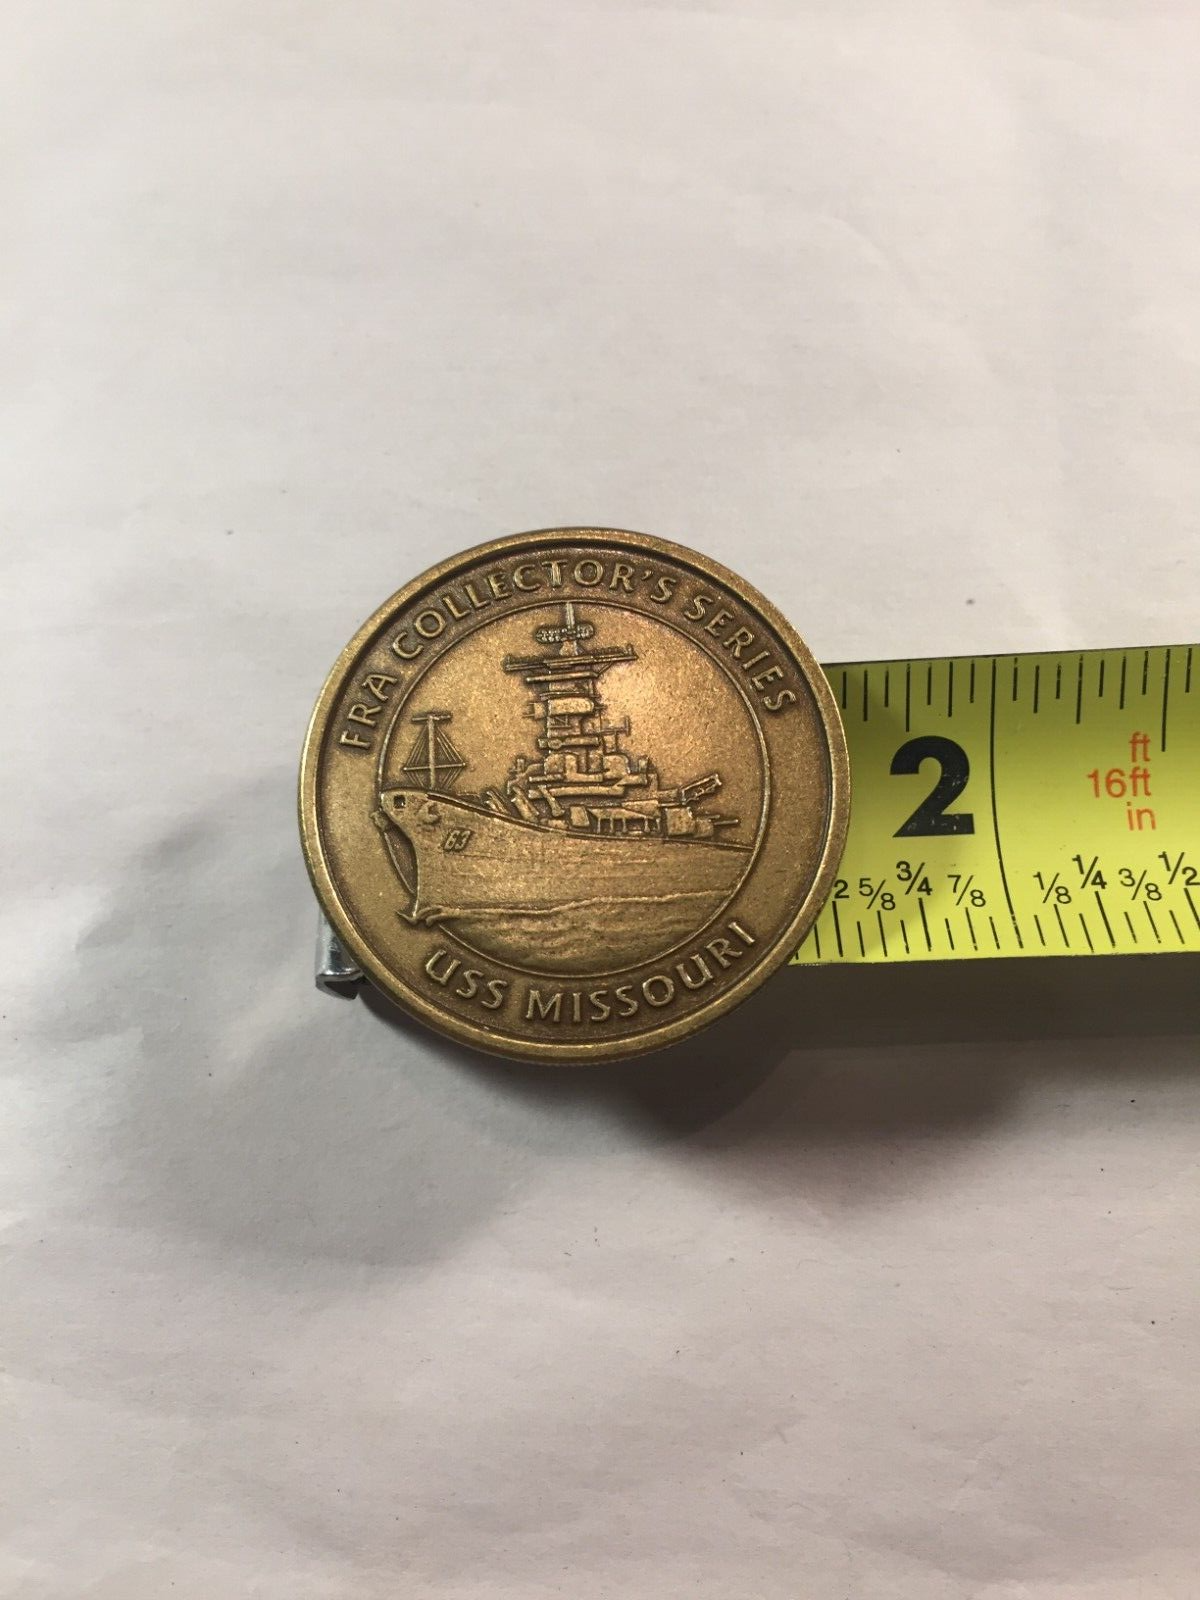 FRA COLLECTOR'S SERIES
63
USS MISSOURI
2
ft
16ft
in
2 5/8 3/4 7/8 1/8 1/4 3/8 1/2